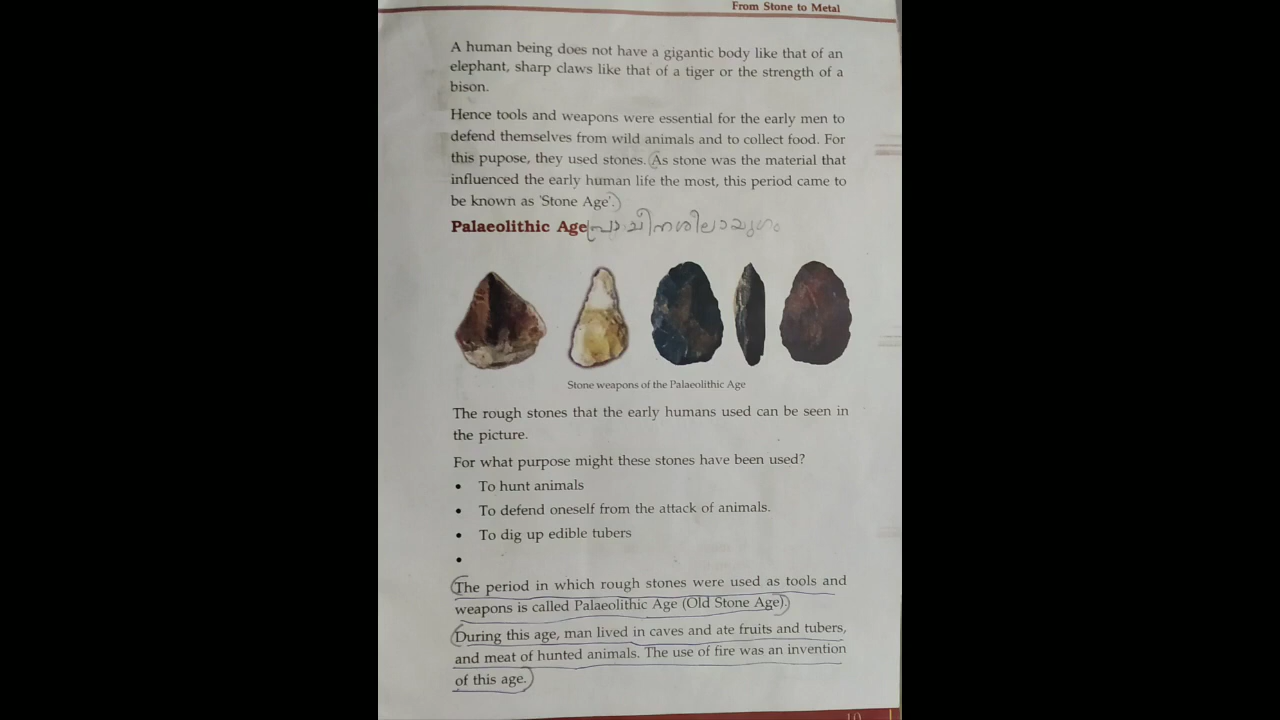 From Stone to Metal
A human being does not have a gigantic body like that of an
elephant, sharp claws like that of a tiger or the strength of a
bison.
Hence tools and weapons were essential for the early men to
defend themselves from wild animals and to collect food. For
this pupose, they used stones. As stone was the material that
influenced the early human life the most, this period came to
be known as 'Stone Age'.
Palaeolithic Age പ്രാചീനശിലായുഗം
Stone weapons of the Palaeolithic Age
The rough stones that the early humans used can be seen in
the picture.
For what purpose might these stones have been used?
• To hunt animals
• To defend oneself from the attack of animals.
• To dig up edible tubers
•
The period in which rough stones were used as tools and
weapons is called Palaeolithic Age (Old Stone Age).
During this age, man lived in caves and ate fruits and tubers,
and meat of hunted animals. The use of fire was an invention
of this age.